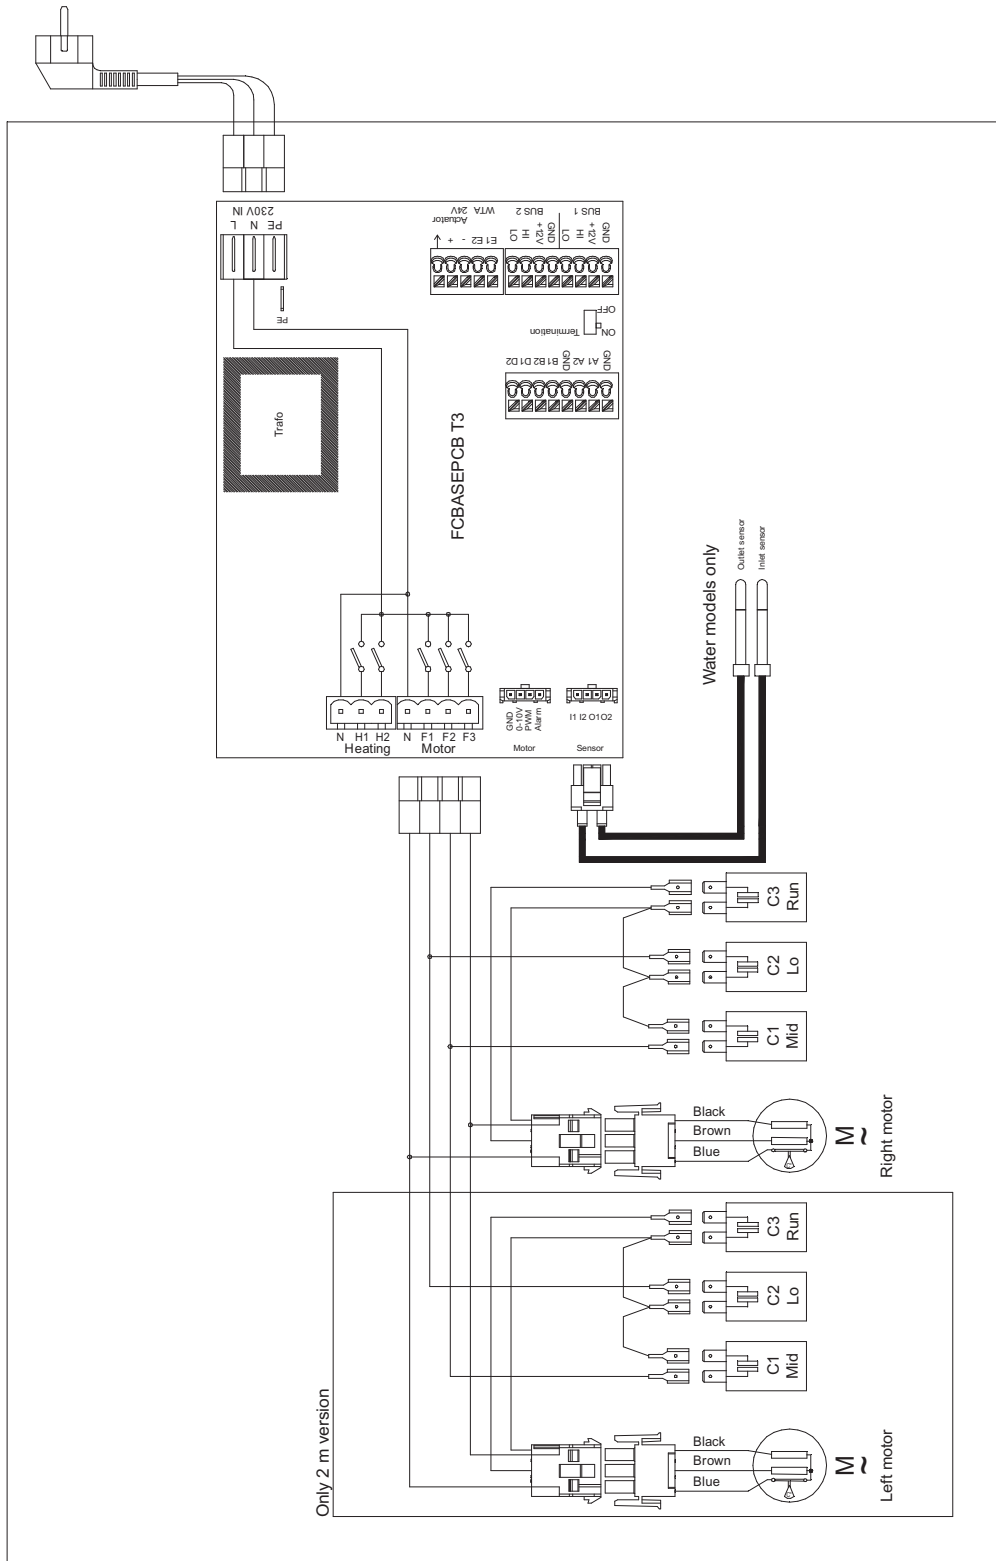 230V IN
L N PE
PE
Actuator
24V
WTA
+ - E1 E2
BUS 2
LO
HI
+12V
GND
BUS 1
LO
HI
+12V
GND
Termination
OFF
ON
D2 D1 B2 B1
GND
A2 A1
GND
Trafo
FCBASEPCB T3
N H1 H2
Heating
N F1 F2 F3
Motor
GND
0-10V
PWM
Alarm
Motor
I1 I2 O1O2
Sensor
Water models only
Outlet sensor
Inlet sensor
C3
Run
C2
Lo
C1
Mid
Black
Brown
Blue
M ~
Right motor
Only 2 m version
C3
Run
C2
Lo
C1
Mid
Black
Brown
Blue
M ~
Left motor